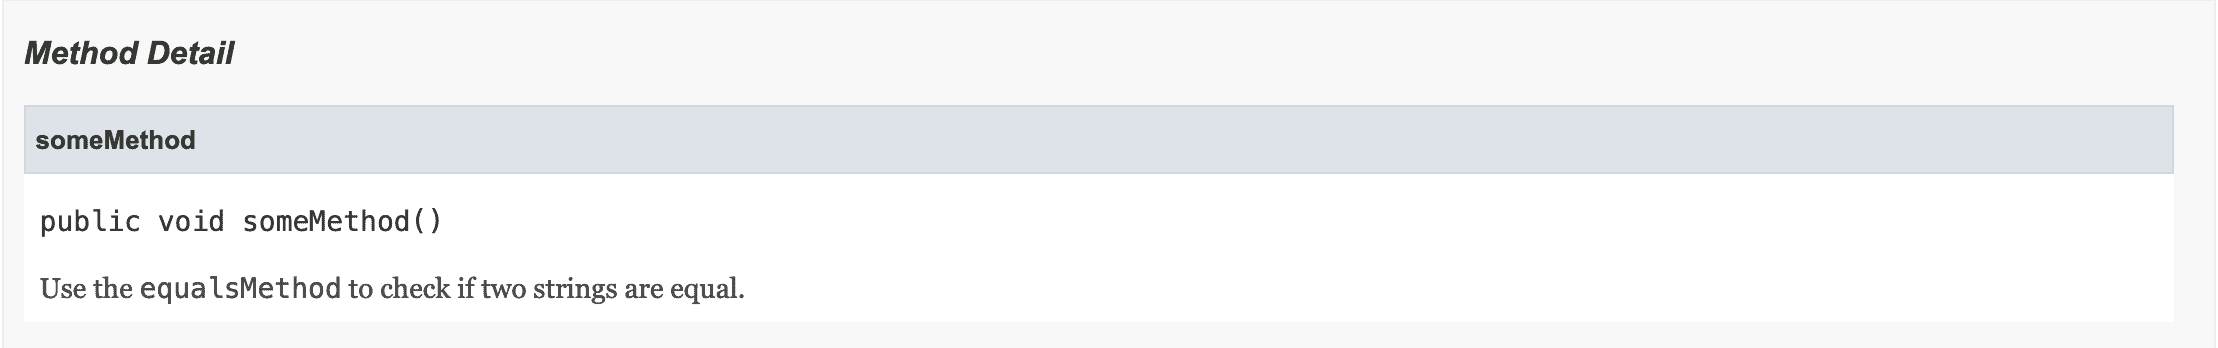 Method Detail
someMethod
public void someMethod()
Use the equalsMethod to check if two strings are equal.